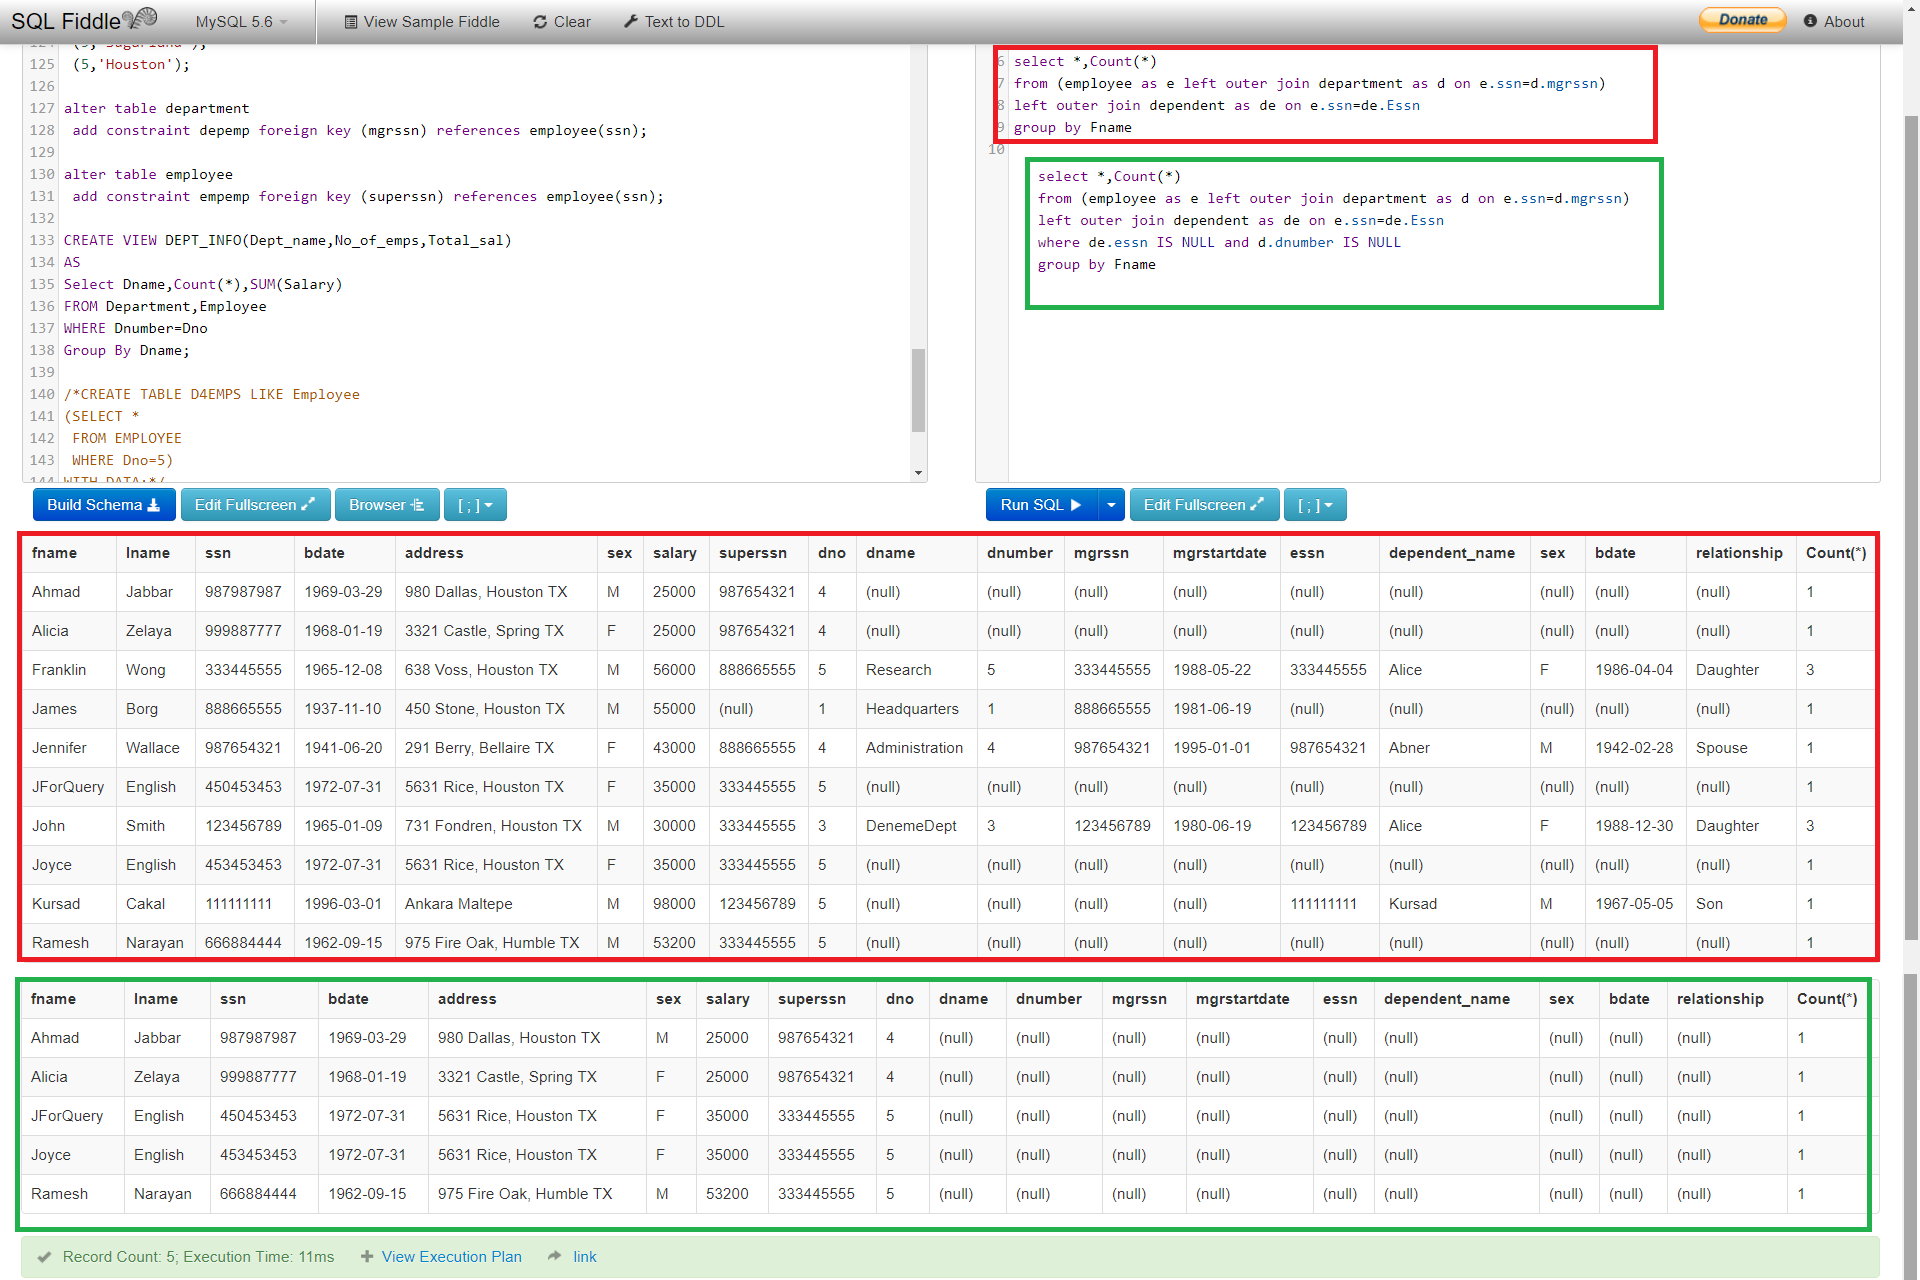 SQL Fiddle MySQL 5.6 View Sample Fiddle Clear Text to DDL Donate About
124 (5,'Sugarland'),
125 (5,'Houston');
126
127 alter table department
128 add constraint depemp foreign key (mgrssn) references employee(ssn);
129
130 alter table employee
131 add constraint empemp foreign key (superssn) references employee(ssn);
132
133 CREATE VIEW DEPT_INFO(Dept_name,No_of_emps,Total_sal)
134 AS
135 Select Dname,Count(*),SUM(Salary)
136 FROM Department,Employee
137 WHERE Dnumber=Dno
138 Group By Dname;
139
140 /*CREATE TABLE D4EMPS LIKE Employee
141 (SELECT *
142 FROM EMPLOYEE
143 WHERE Dno=5)
144 WITH DATA;*/
6 select *,Count(*)
7 from (employee as e left outer join department as d on e.ssn=d.mgrssn)
8 left outer join dependent as de on e.ssn=de.Essn
9 group by Fname
10
select *,Count(*)
from (employee as e left outer join department as d on e.ssn=d.mgrssn)
left outer join dependent as de on e.ssn=de.Essn
where de.essn IS NULL and d.dnumber IS NULL
group by Fname
Build Schema Edit Fullscreen Browser [ ; ] Run SQL Edit Fullscreen [ ; ]
fname lname ssn bdate address sex salary superssn dno dname dnumber mgrssn mgrstartdate essn dependent_name sex bdate relationship Count(*)
Ahmad Jabbar 987987987 1969-03-29 980 Dallas, Houston TX M 25000 987654321 4 (null) (null) (null) (null) (null) (null) (null) (null) (null) 1
Alicia Zelaya 999887777 1968-01-19 3321 Castle, Spring TX F 25000 987654321 4 (null) (null) (null) (null) (null) (null) (null) (null) (null) 1
Franklin Wong 333445555 1965-12-08 638 Voss, Houston TX M 56000 888665555 5 Research 5 333445555 1988-05-22 333445555 Alice F 1986-04-04 Daughter 3
James Borg 888665555 1937-11-10 450 Stone, Houston TX M 55000 (null) 1 Headquarters 1 888665555 1981-06-19 (null) (null) (null) (null) (null) 1
Jennifer Wallace 987654321 1941-06-20 291 Berry, Bellaire TX F 43000 888665555 4 Administration 4 987654321 1995-01-01 987654321 Abner M 1942-02-28 Spouse 1
JForQuery English 450453453 1972-07-31 5631 Rice, Houston TX F 35000 333445555 5 (null) (null) (null) (null) (null) (null) (null) (null) (null) 1
John Smith 123456789 1965-01-09 731 Fondren, Houston TX M 30000 333445555 3 DenemeDept 3 123456789 1980-06-19 123456789 Alice F 1988-12-30 Daughter 3
Joyce English 453453453 1972-07-31 5631 Rice, Houston TX F 35000 333445555 5 (null) (null) (null) (null) (null) (null) (null) (null) (null) 1
Kursad Cakal 111111111 1996-03-01 Ankara Maltepe M 98000 123456789 5 (null) (null) (null) (null) 111111111 Kursad M 1967-05-05 Son 1
Ramesh Narayan 666884444 1962-09-15 975 Fire Oak, Humble TX M 53200 333445555 5 (null) (null) (null) (null) (null) (null) (null) (null) (null) 1
fname lname ssn bdate address sex salary superssn dno dname dnumber mgrssn mgrstartdate essn dependent_name sex bdate relationship Count(*)
Ahmad Jabbar 987987987 1969-03-29 980 Dallas, Houston TX M 25000 987654321 4 (null) (null) (null) (null) (null) (null) (null) (null) (null) 1
Alicia Zelaya 999887777 1968-01-19 3321 Castle, Spring TX F 25000 987654321 4 (null) (null) (null) (null) (null) (null) (null) (null) (null) 1
JForQuery English 450453453 1972-07-31 5631 Rice, Houston TX F 35000 333445555 5 (null) (null) (null) (null) (null) (null) (null) (null) (null) 1
Joyce English 453453453 1972-07-31 5631 Rice, Houston TX F 35000 333445555 5 (null) (null) (null) (null) (null) (null) (null) (null) (null) 1
Ramesh Narayan 666884444 1962-09-15 975 Fire Oak, Humble TX M 53200 333445555 5 (null) (null) (null) (null) (null) (null) (null) (null) (null) 1
Record Count: 5; Execution Time: 11ms View Execution Plan link